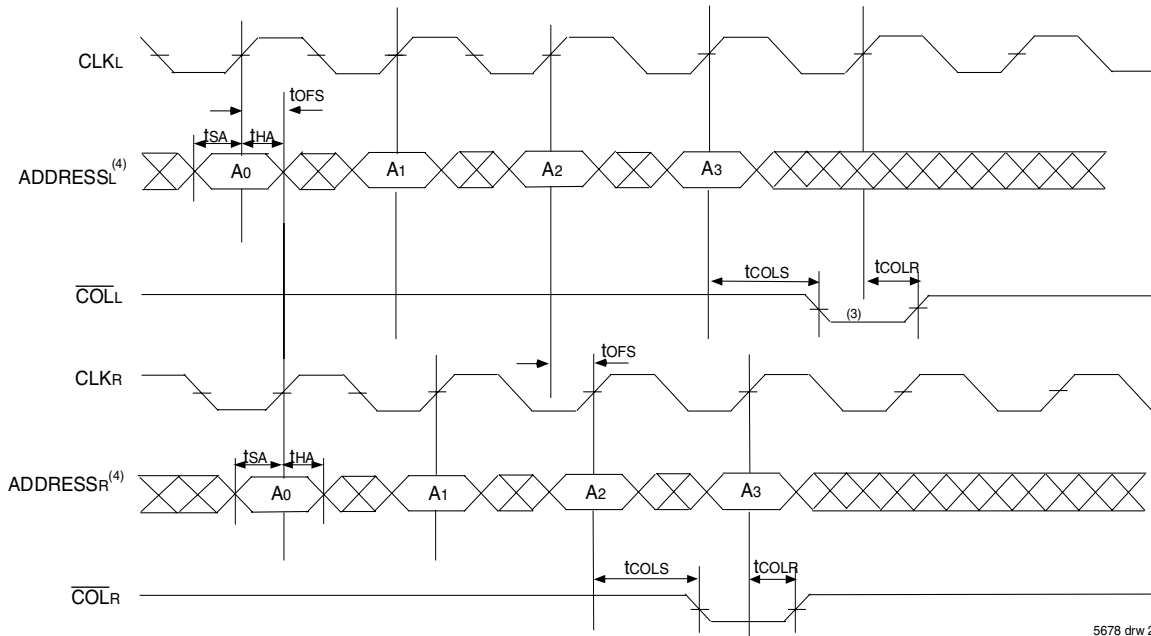 CLKL
tOFS
tSA tHA
ADDRESSL(4) A0 A1 A2 A3
tCOLS tCOLR
COLL (3)
tOFS
CLKR
tSA tHA
ADDRESSR(4) A0 A1 A2 A3
tCOLS tCOLR
COLR
5678 drw 2